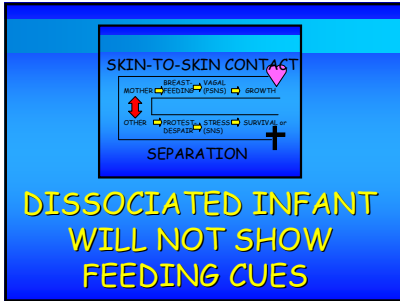 SKIN-TO-SKIN CONTACT
BREAST- VAGAL
MOTHER FEEDING (PSNS) GROWTH
OTHER PROTEST- STRESS SURVIVAL or
DESPAIR (SNS)
SEPARATION
DISSOCIATED INFANT
WILL NOT SHOW
FEEDING CUES